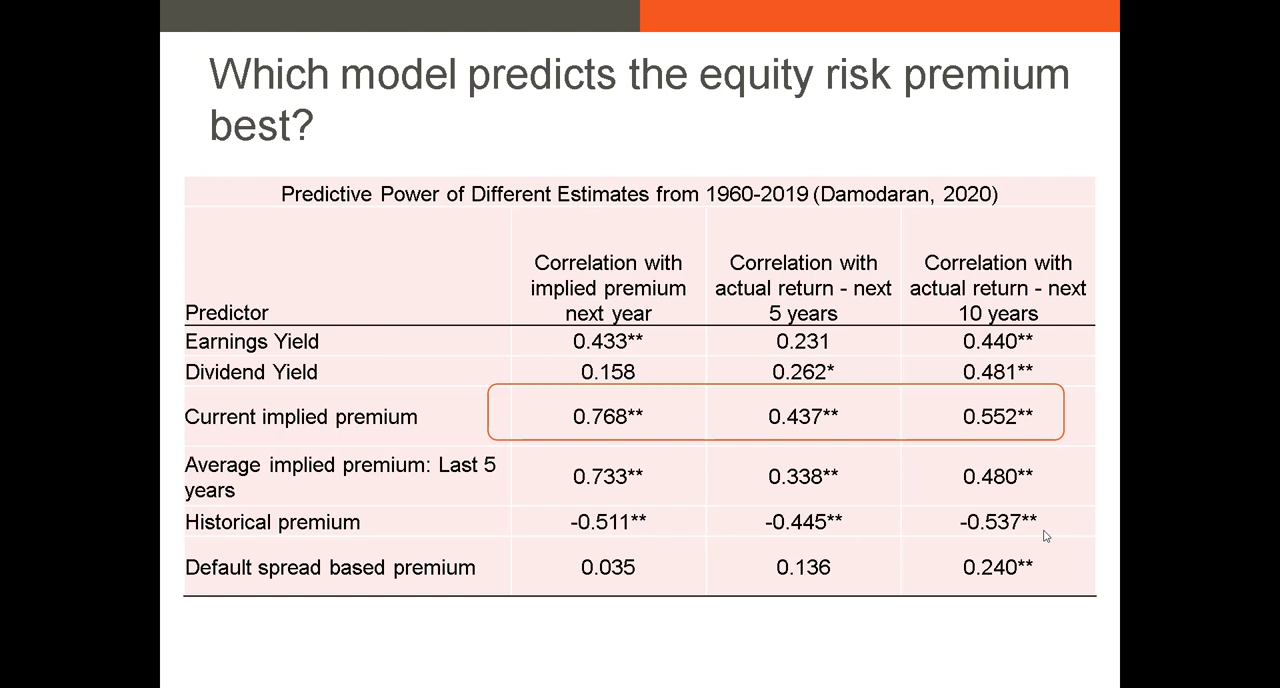 Which model predicts the equity risk premium
best?
Predictive Power of Different Estimates from 1960-2019 (Damodaran, 2020)
Predictor
Correlation with
implied premium
next year
Correlation with
actual return - next
5 years
Correlation with
actual return - next
10 years
Earnings Yield 0.433** 0.231 0.440**
Dividend Yield 0.158 0.262* 0.481**
Current implied premium 0.768** 0.437** 0.552**
Average implied premium: Last 5
years 0.733** 0.338** 0.480**
Historical premium -0.511** -0.445** -0.537**
Default spread based premium 0.035 0.136 0.240**